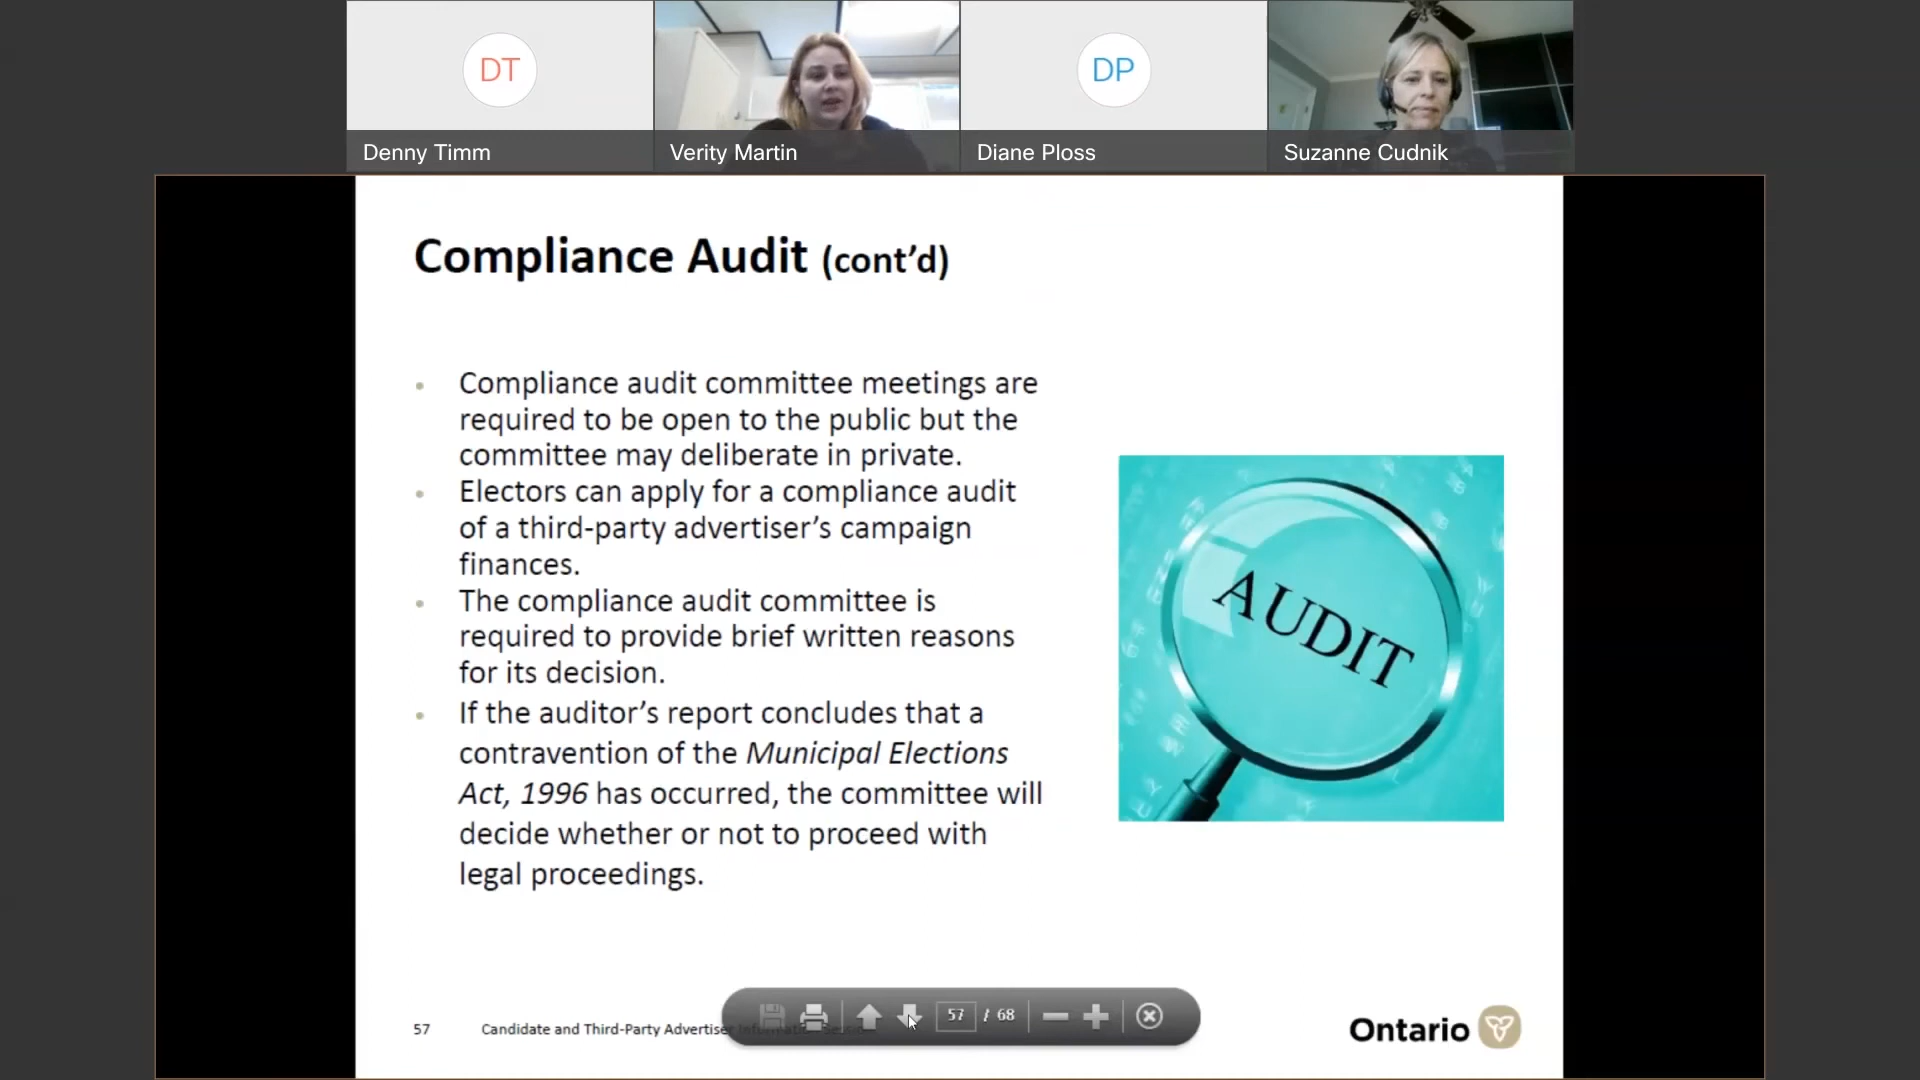 DT
DP
Denny Timm
Verity Martin
Diane Ploss
Suzanne Cudnik
Compliance Audit (cont’d)
• Compliance audit committee meetings are
required to be open to the public but the
committee may deliberate in private.
• Electors can apply for a compliance audit
of a third-party advertiser’s campaign
finances.
• The compliance audit committee is
required to provide brief written reasons
for its decision.
• If the auditor’s report concludes that a
contravention of the Municipal Elections
Act, 1996 has occurred, the committee will
decide whether or not to proceed with
legal proceedings.
AUDIT
57 / 68
57
Candidate and Third-Party Advertiser
Ontario